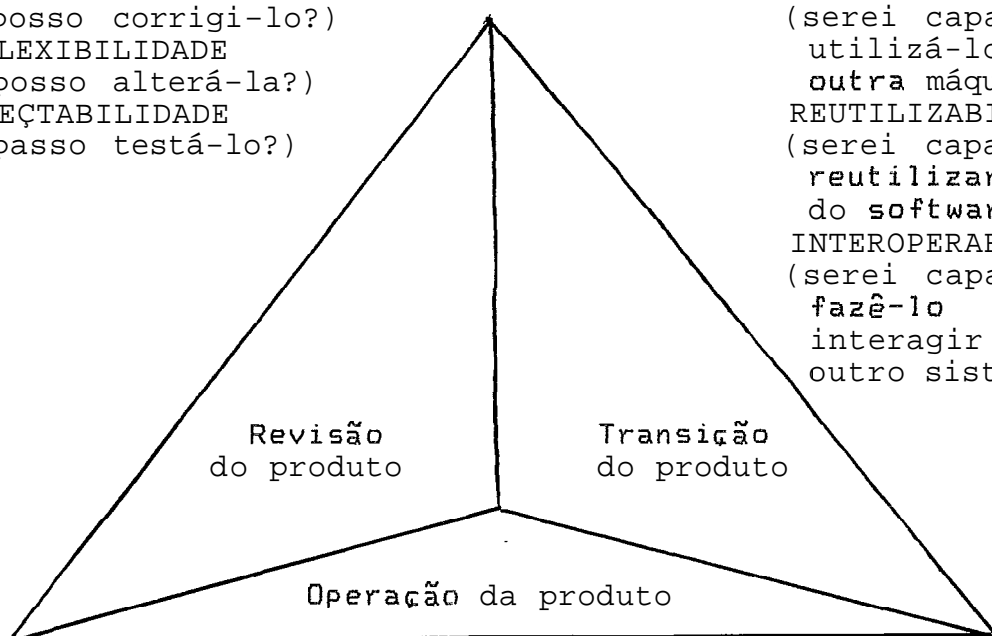 posso corrigi-lo?)
LEXIBILIDADE
posso alterá-la?)
EÇTABILIDADE
passo testá-lo?)
(serei capa
utilizá-lo
outra máqu
REUTILIZABI
(serei capa
reutilizar
do softwar
INTEROPERAB
(serei capa
fazê-lo
interagir
outro sist
Revisão
do produto
Transição
do produto
Operação da produto